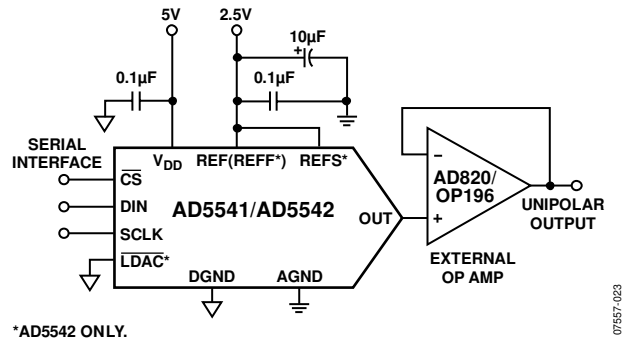 5V
2.5V
10µF
+
0.1µF
0.1µF
SERIAL
INTERFACE
VDD
REF(REFF*)
REFS*
CS
DIN
SCLK
LDAC*
AD5541/AD5542
OUT
DGND
AGND
−
+
AD820/
OP196
UNIPOLAR
OUTPUT
EXTERNAL
OP AMP
*AD5542 ONLY.
07557-023